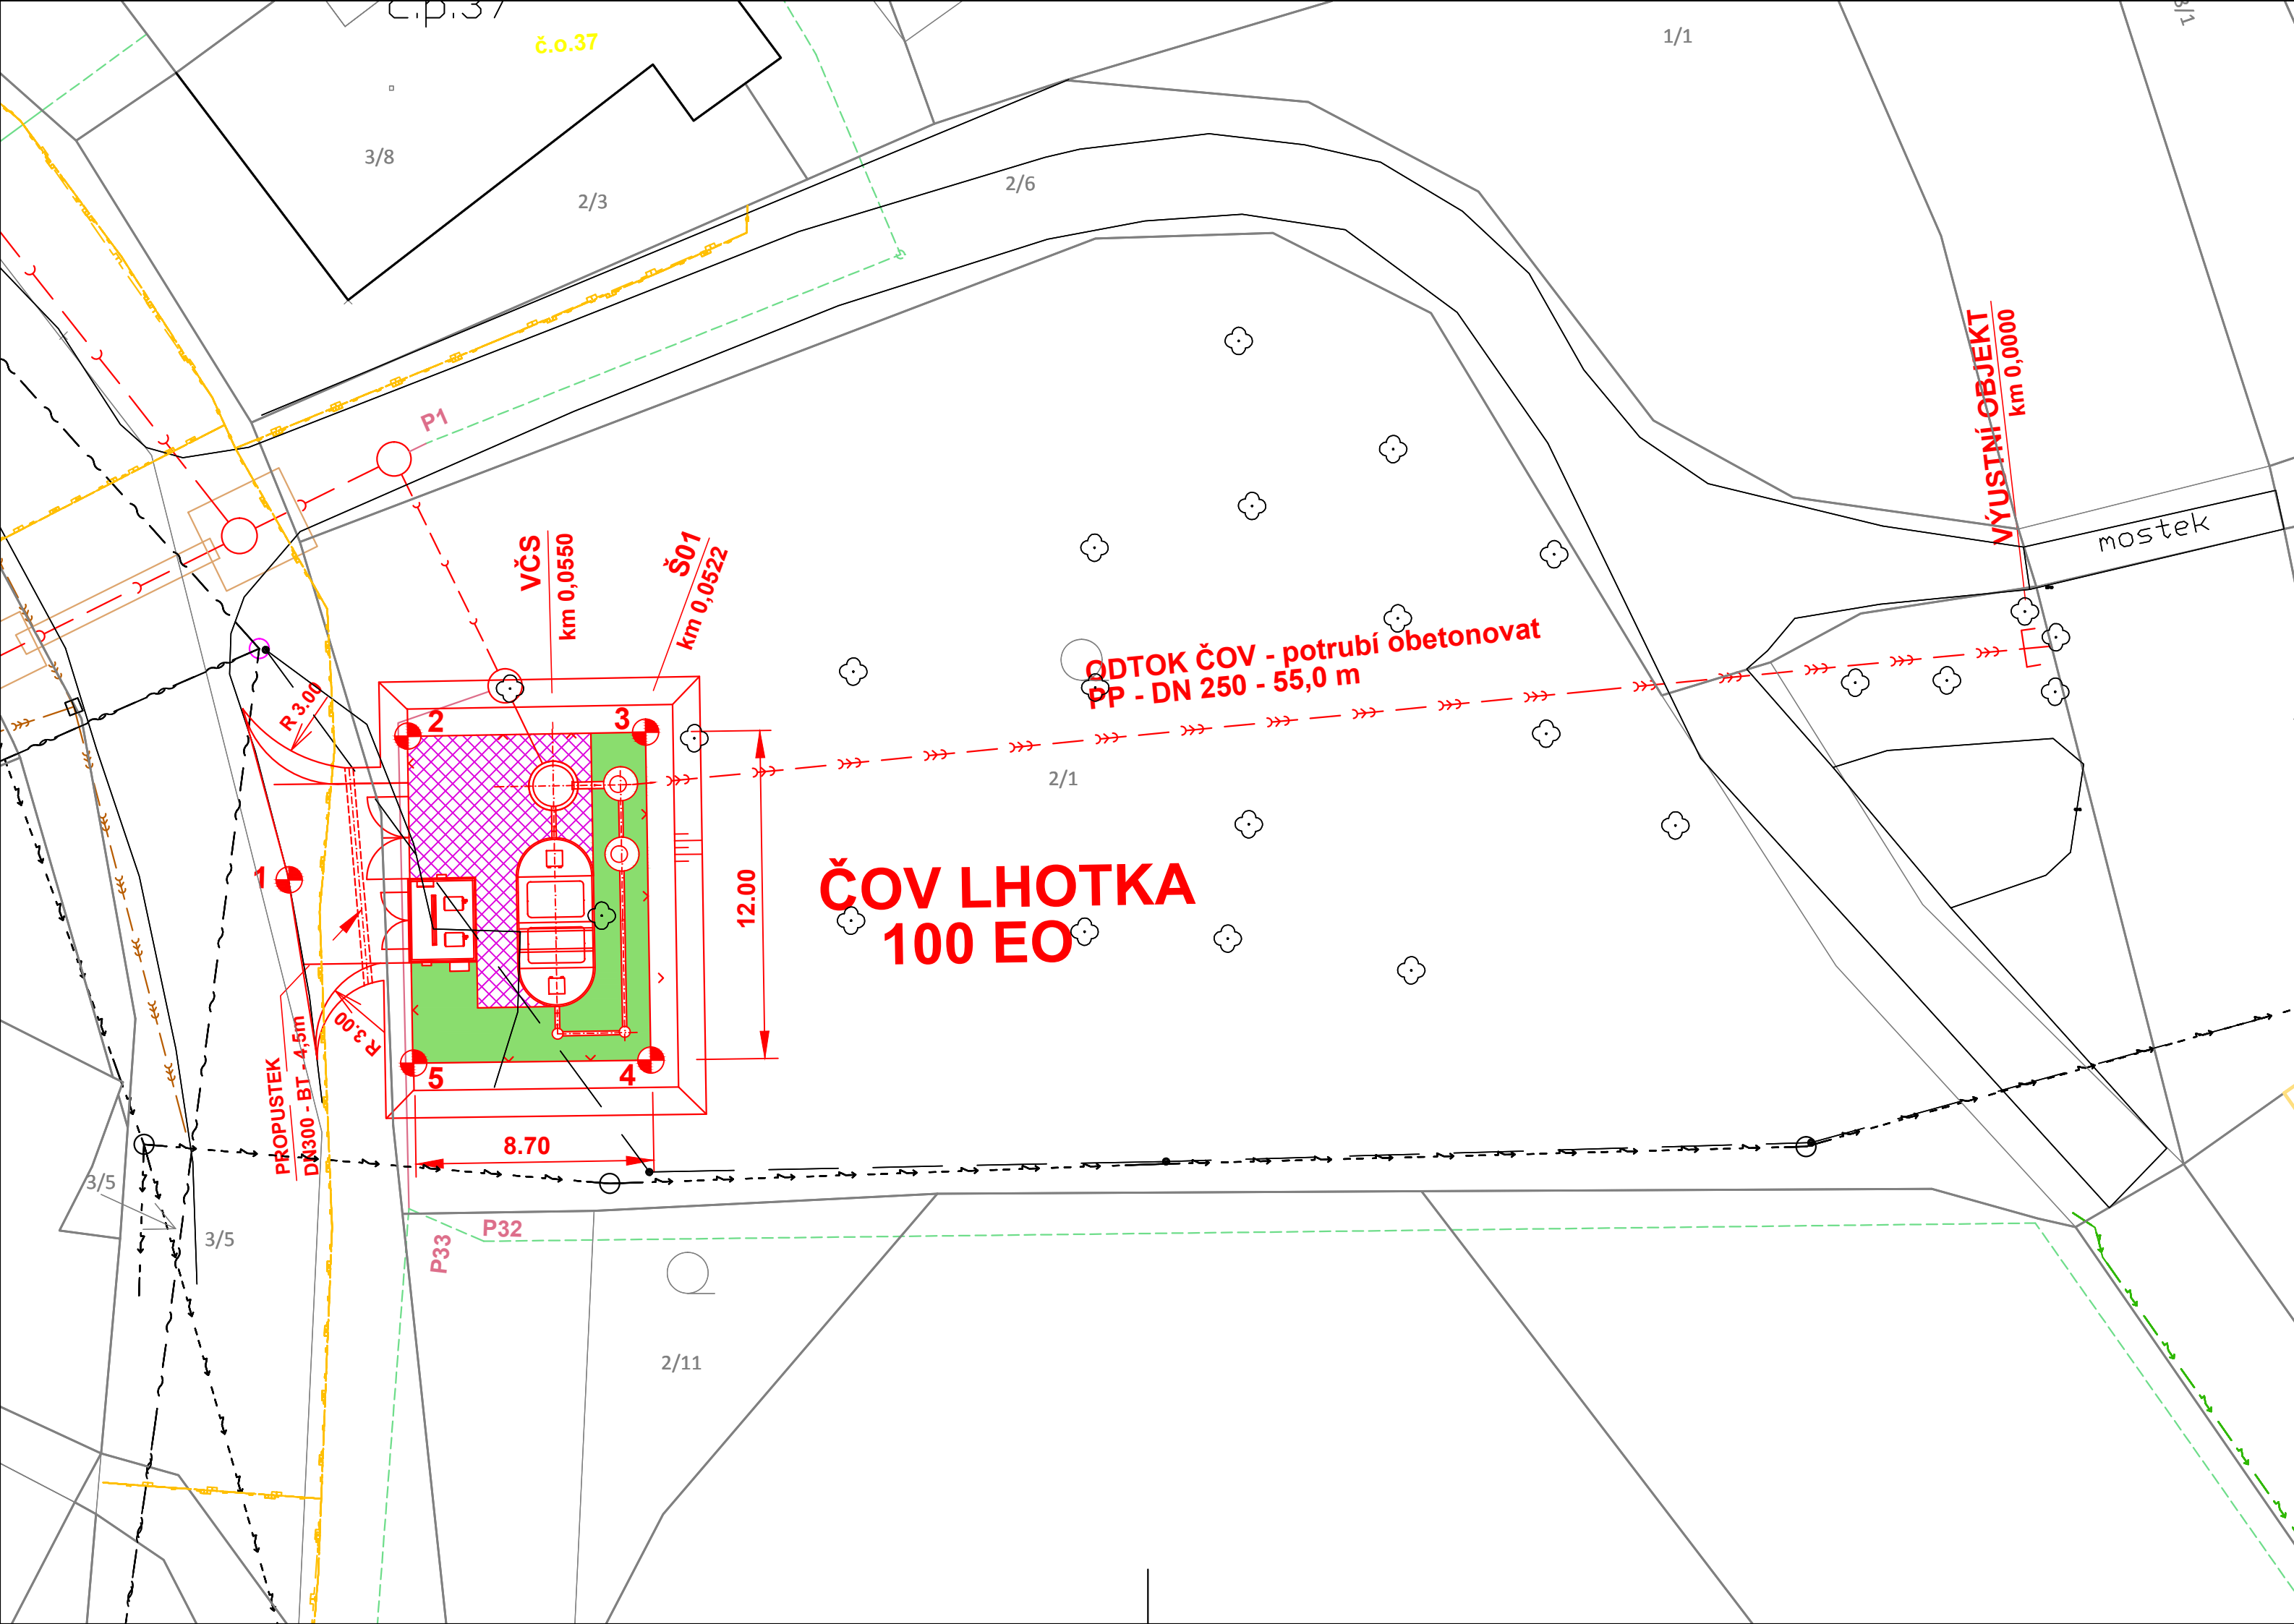 č.p.37
č.o.37
1/1
3/1
3/8
2/3
2/6
P1
VÝUSTNÍ OBJEKT
km 0,0000
mostek
VČS
km 0,0550
Š01
km 0,0522
ODTOK ČOV - potrubí obetonovat
PP - DN 250 - 55,0 m
R 3.00
2
3
2/1
1
12.00
ČOV LHOTKA
100 EO
R 3.00
5
4
PROPUSTEK
DN300 - BT - 4,5m
8.70
3/5
3/5
P33
P32
2/11